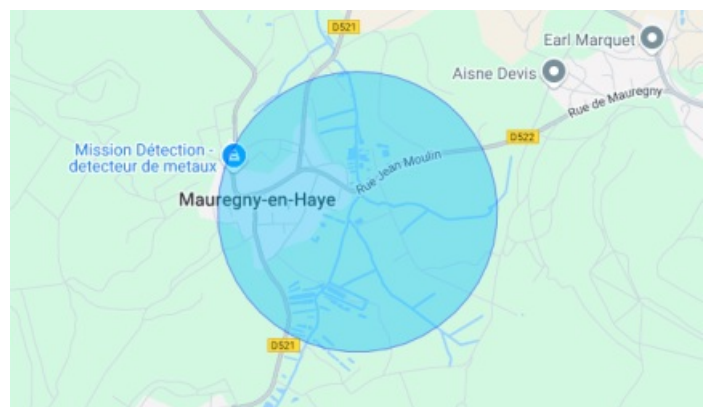 D521
Earl Marquet
Aisne Devis
Rue de Mauregny
D522
Mission Détection -
detecteur de metaux
Rue Jean Moulin
Mauregny-en-Haye
D521